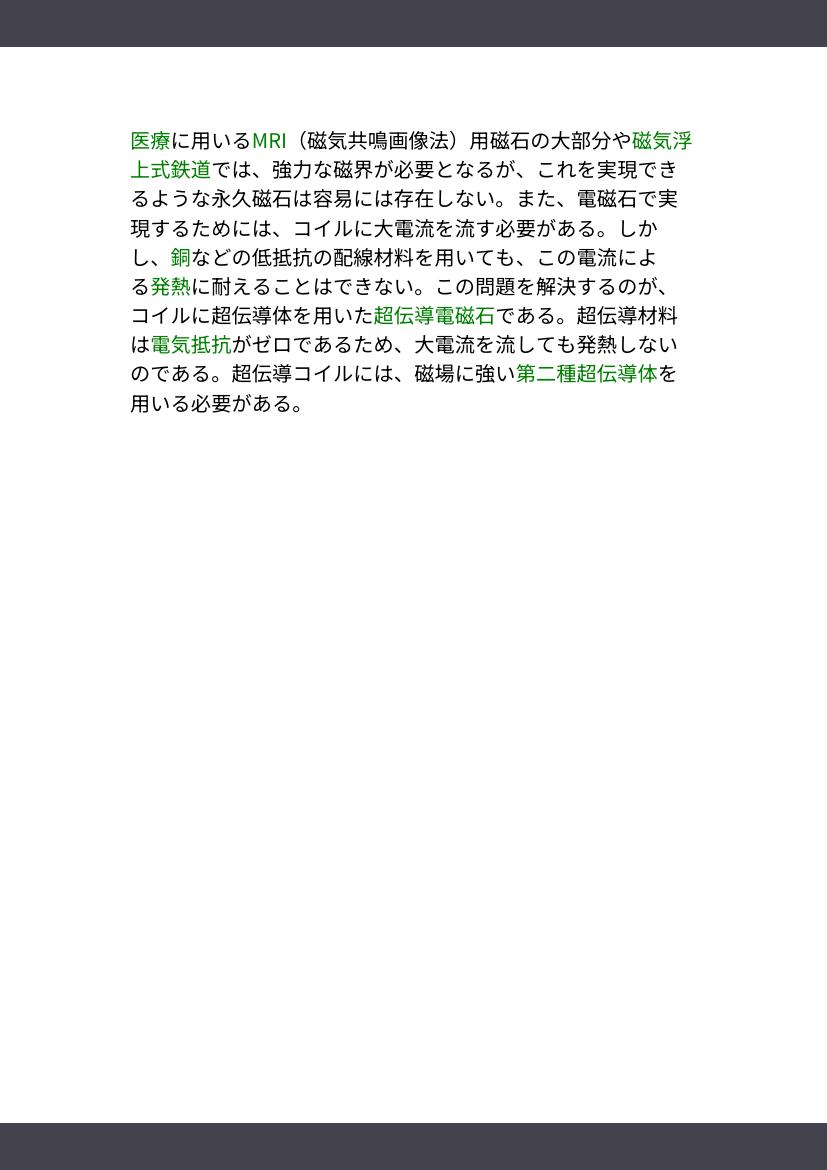 医療に用いるMRI（磁気共鳴画像法）用磁石の大部分や磁気浮
上式鉄道では、強力な磁界が必要となるが、これを実現でき
るような永久磁石は容易には存在しない。また、電磁石で実
現するためには、コイルに大電流を流す必要がある。しか
し、銅などの低抵抗の配線材料を用いても、この電流によ
る発熱に耐えることはできない。この問題を解決するのが、
コイルに超伝導体を用いた超伝導電磁石である。超伝導材料
は電気抵抗がゼロであるため、大電流を流しても発熱しない
のである。超伝導コイルには、磁場に強い第二種超伝導体を
用いる必要がある。